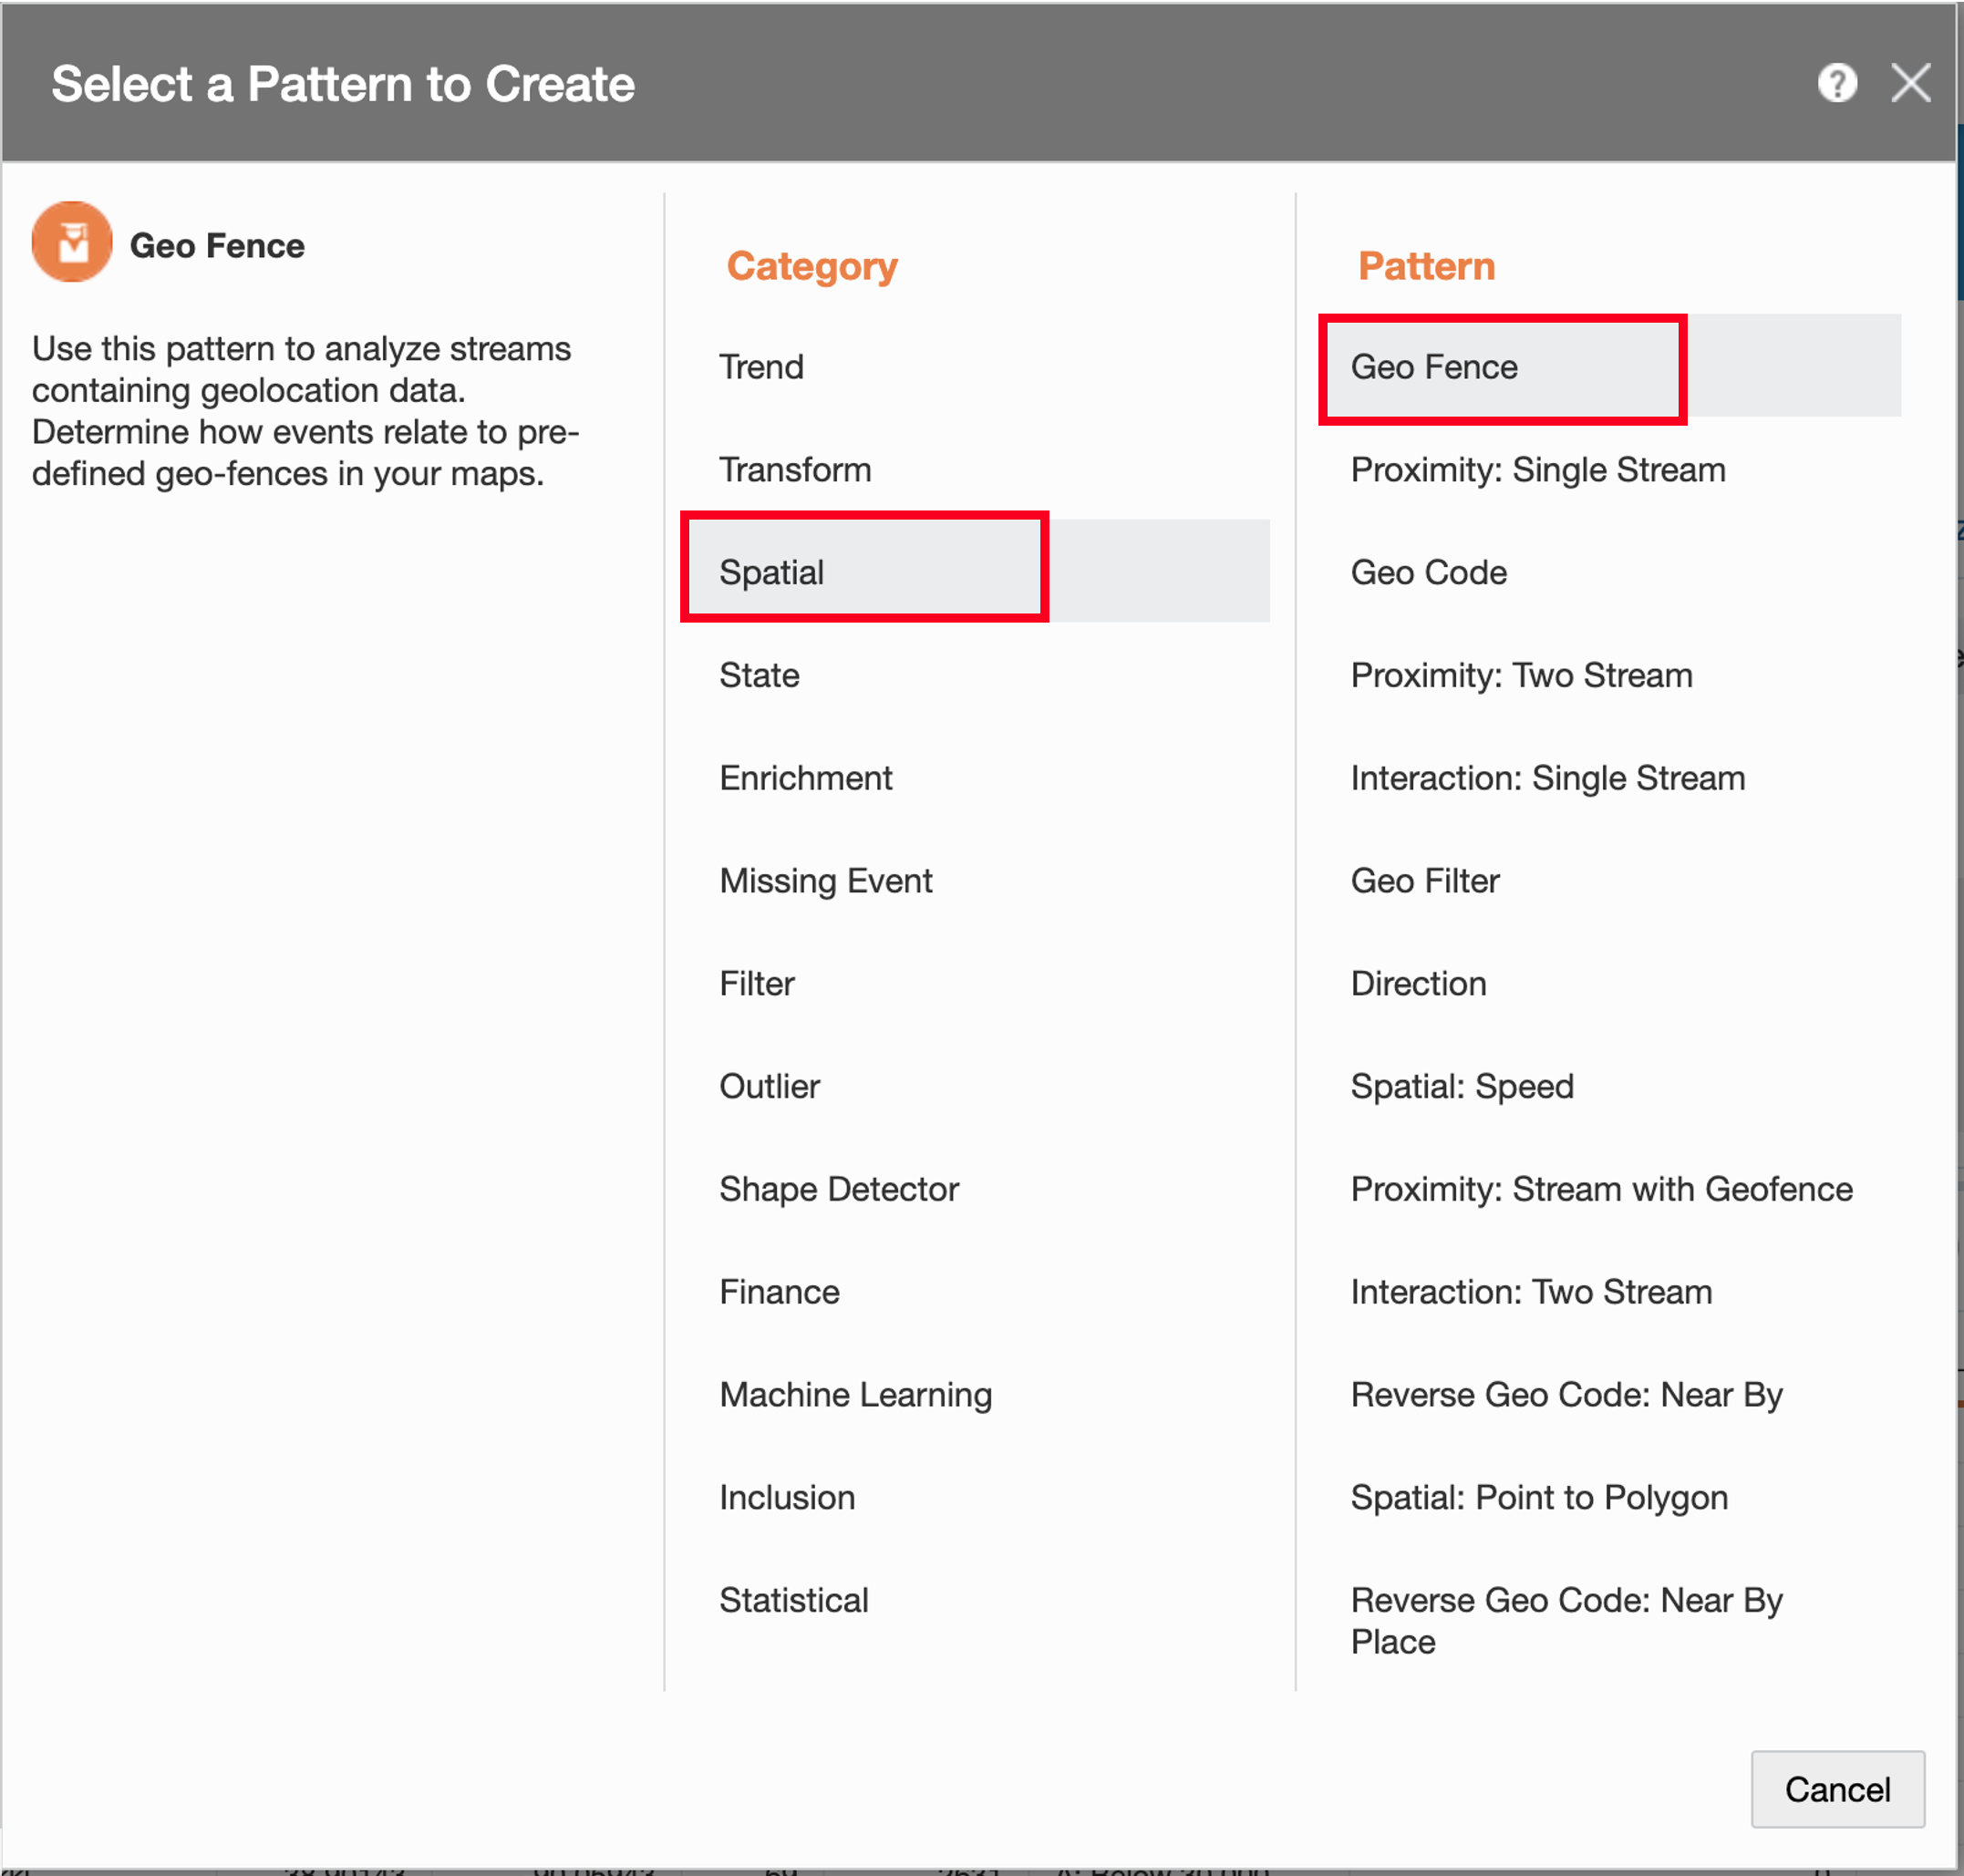 Select a Pattern to Create
?
Geo Fence
Use this pattern to analyze streams
containing geolocation data.
Determine how events relate to pre-
defined geo-fences in your maps.
Category
Trend
Transform
Spatial
State
Enrichment
Missing Event
Filter
Outlier
Shape Detector
Finance
Machine Learning
Inclusion
Statistical
Pattern
Geo Fence
Proximity: Single Stream
Geo Code
Proximity: Two Stream
Interaction: Single Stream
Geo Filter
Direction
Spatial: Speed
Proximity: Stream with Geofence
Interaction: Two Stream
Reverse Geo Code: Near By
Spatial: Point to Polygon
Reverse Geo Code: Near By
Place
Cancel